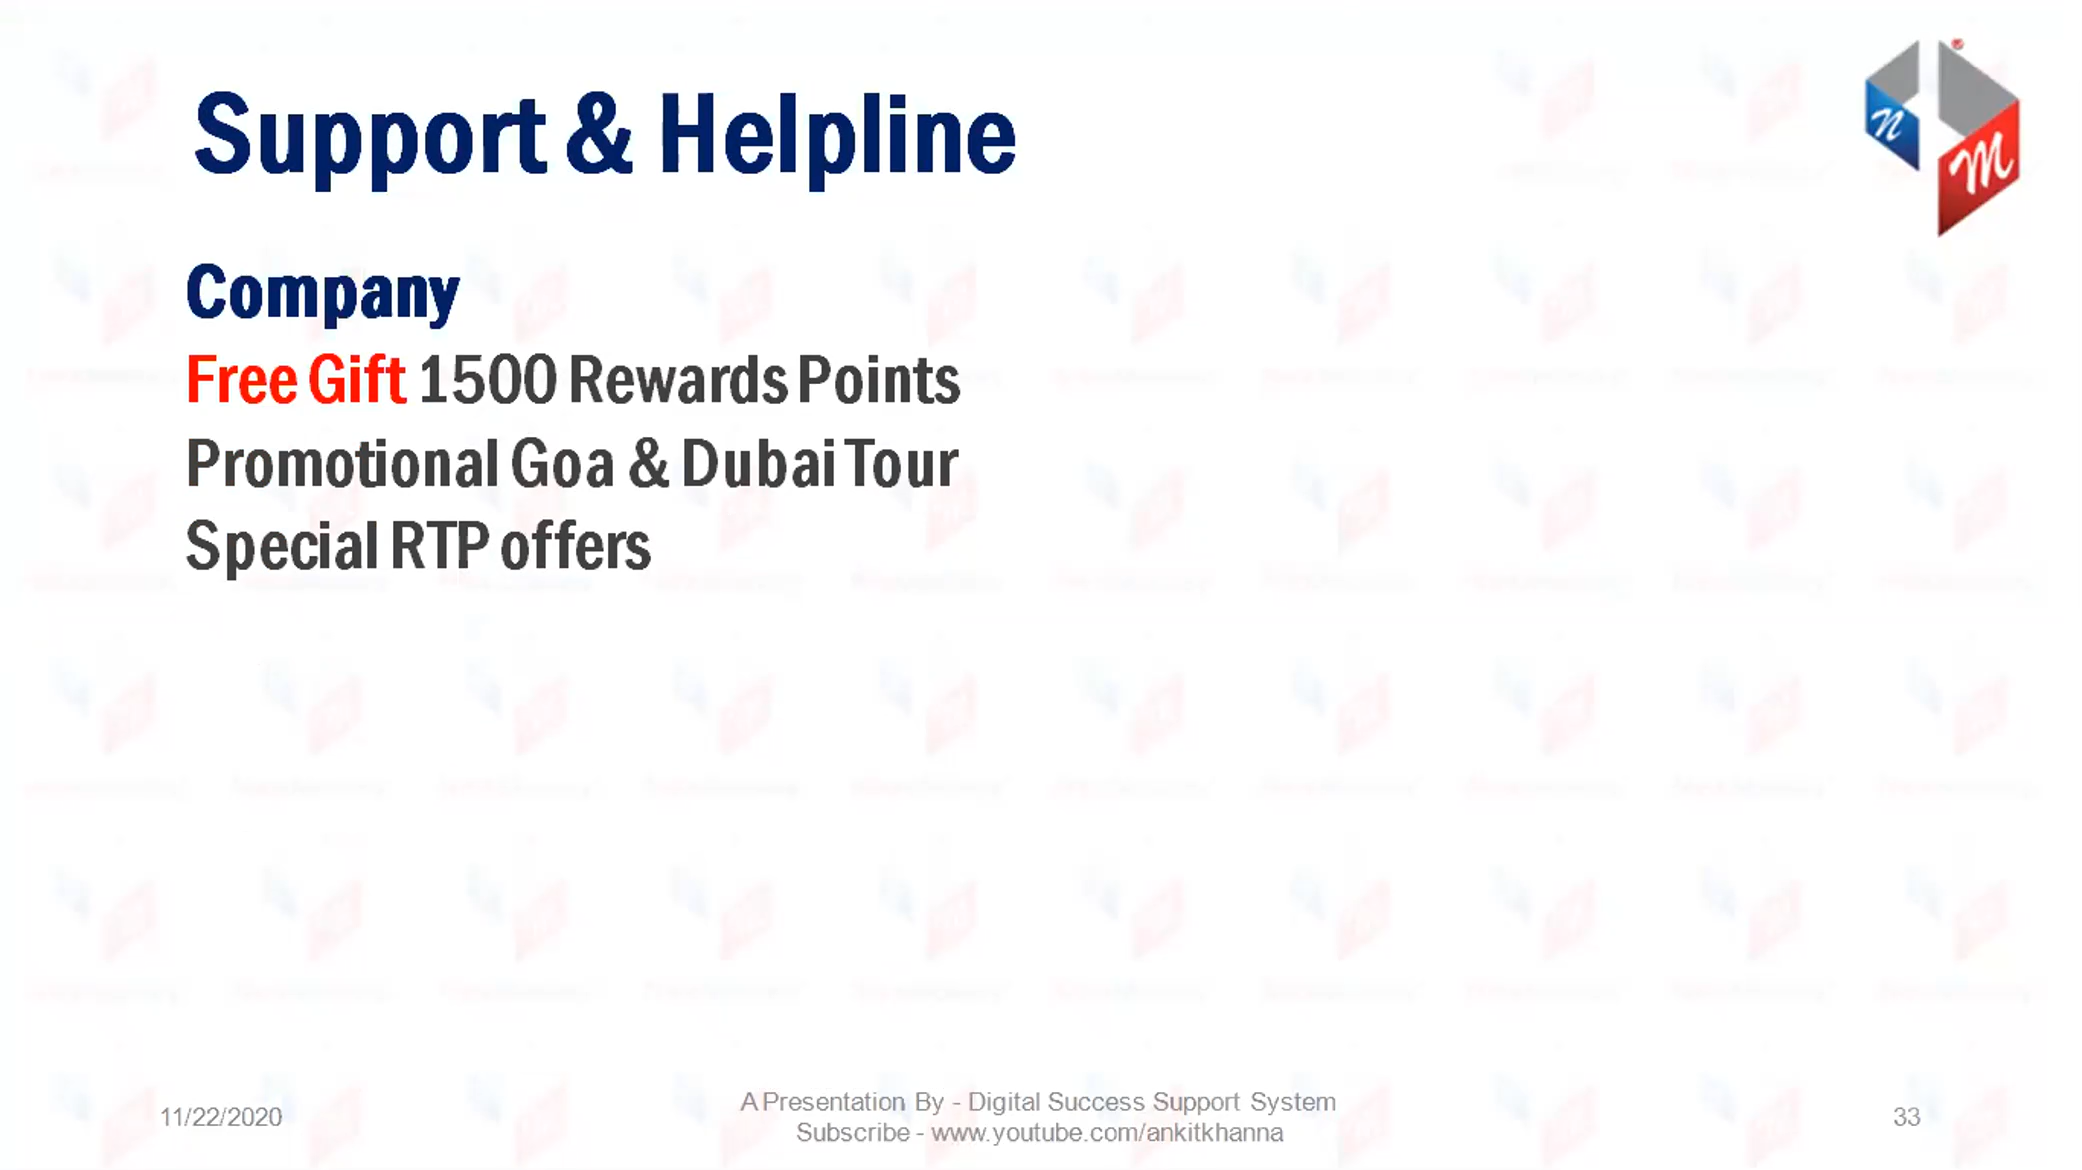 Support & Helpline
n
M
Company
Free Gift 1500 Rewards Points
Promotional Goa & Dubai Tour
Special RTP offers
11/22/2020
A Presentation By - Digital Success Support System
Subscribe - www.youtube.com/ankitkhanna
33